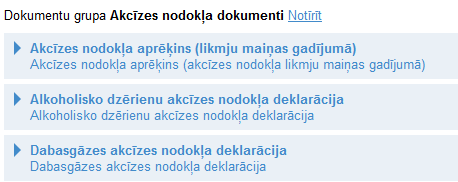 Dokumentu grupa Akcīzes nodokļa dokumenti Notīrīt
Akcīzes nodokļa aprēķins (likmju maiņas gadījumā)
Akcīzes nodokļa aprēķins (akcīzes nodokļa likmju maiņas gadījumā)
Alkoholisko dzērienu akcīzes nodokļa deklarācija
Alkoholisko dzērienu akcīzes nodokļa deklarācija
Dabasgāzes akcīzes nodokļa deklarācija
Dabasgāzes akcīzes nodokļa deklarācija